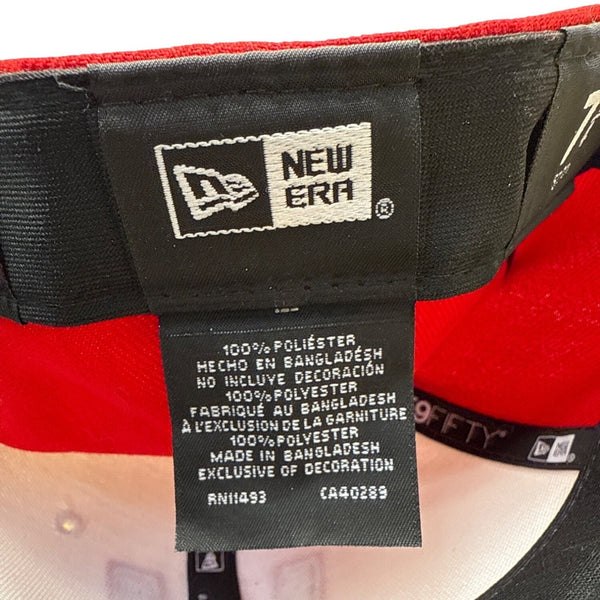 NEW
ERA
®
100% POLIÉSTER
HECHO EN BANGLADÉSH
NO INCLUYE DECORACIÓN
100% POLYESTER
FABRIQUÉ AU BANGLADESH
À L'EXCLUSION DE LA GARNITURE
100% POLYESTER
MADE IN BANGLADESH
EXCLUSIVE OF DECORATION
RN11493 CA40289
9FIFTY